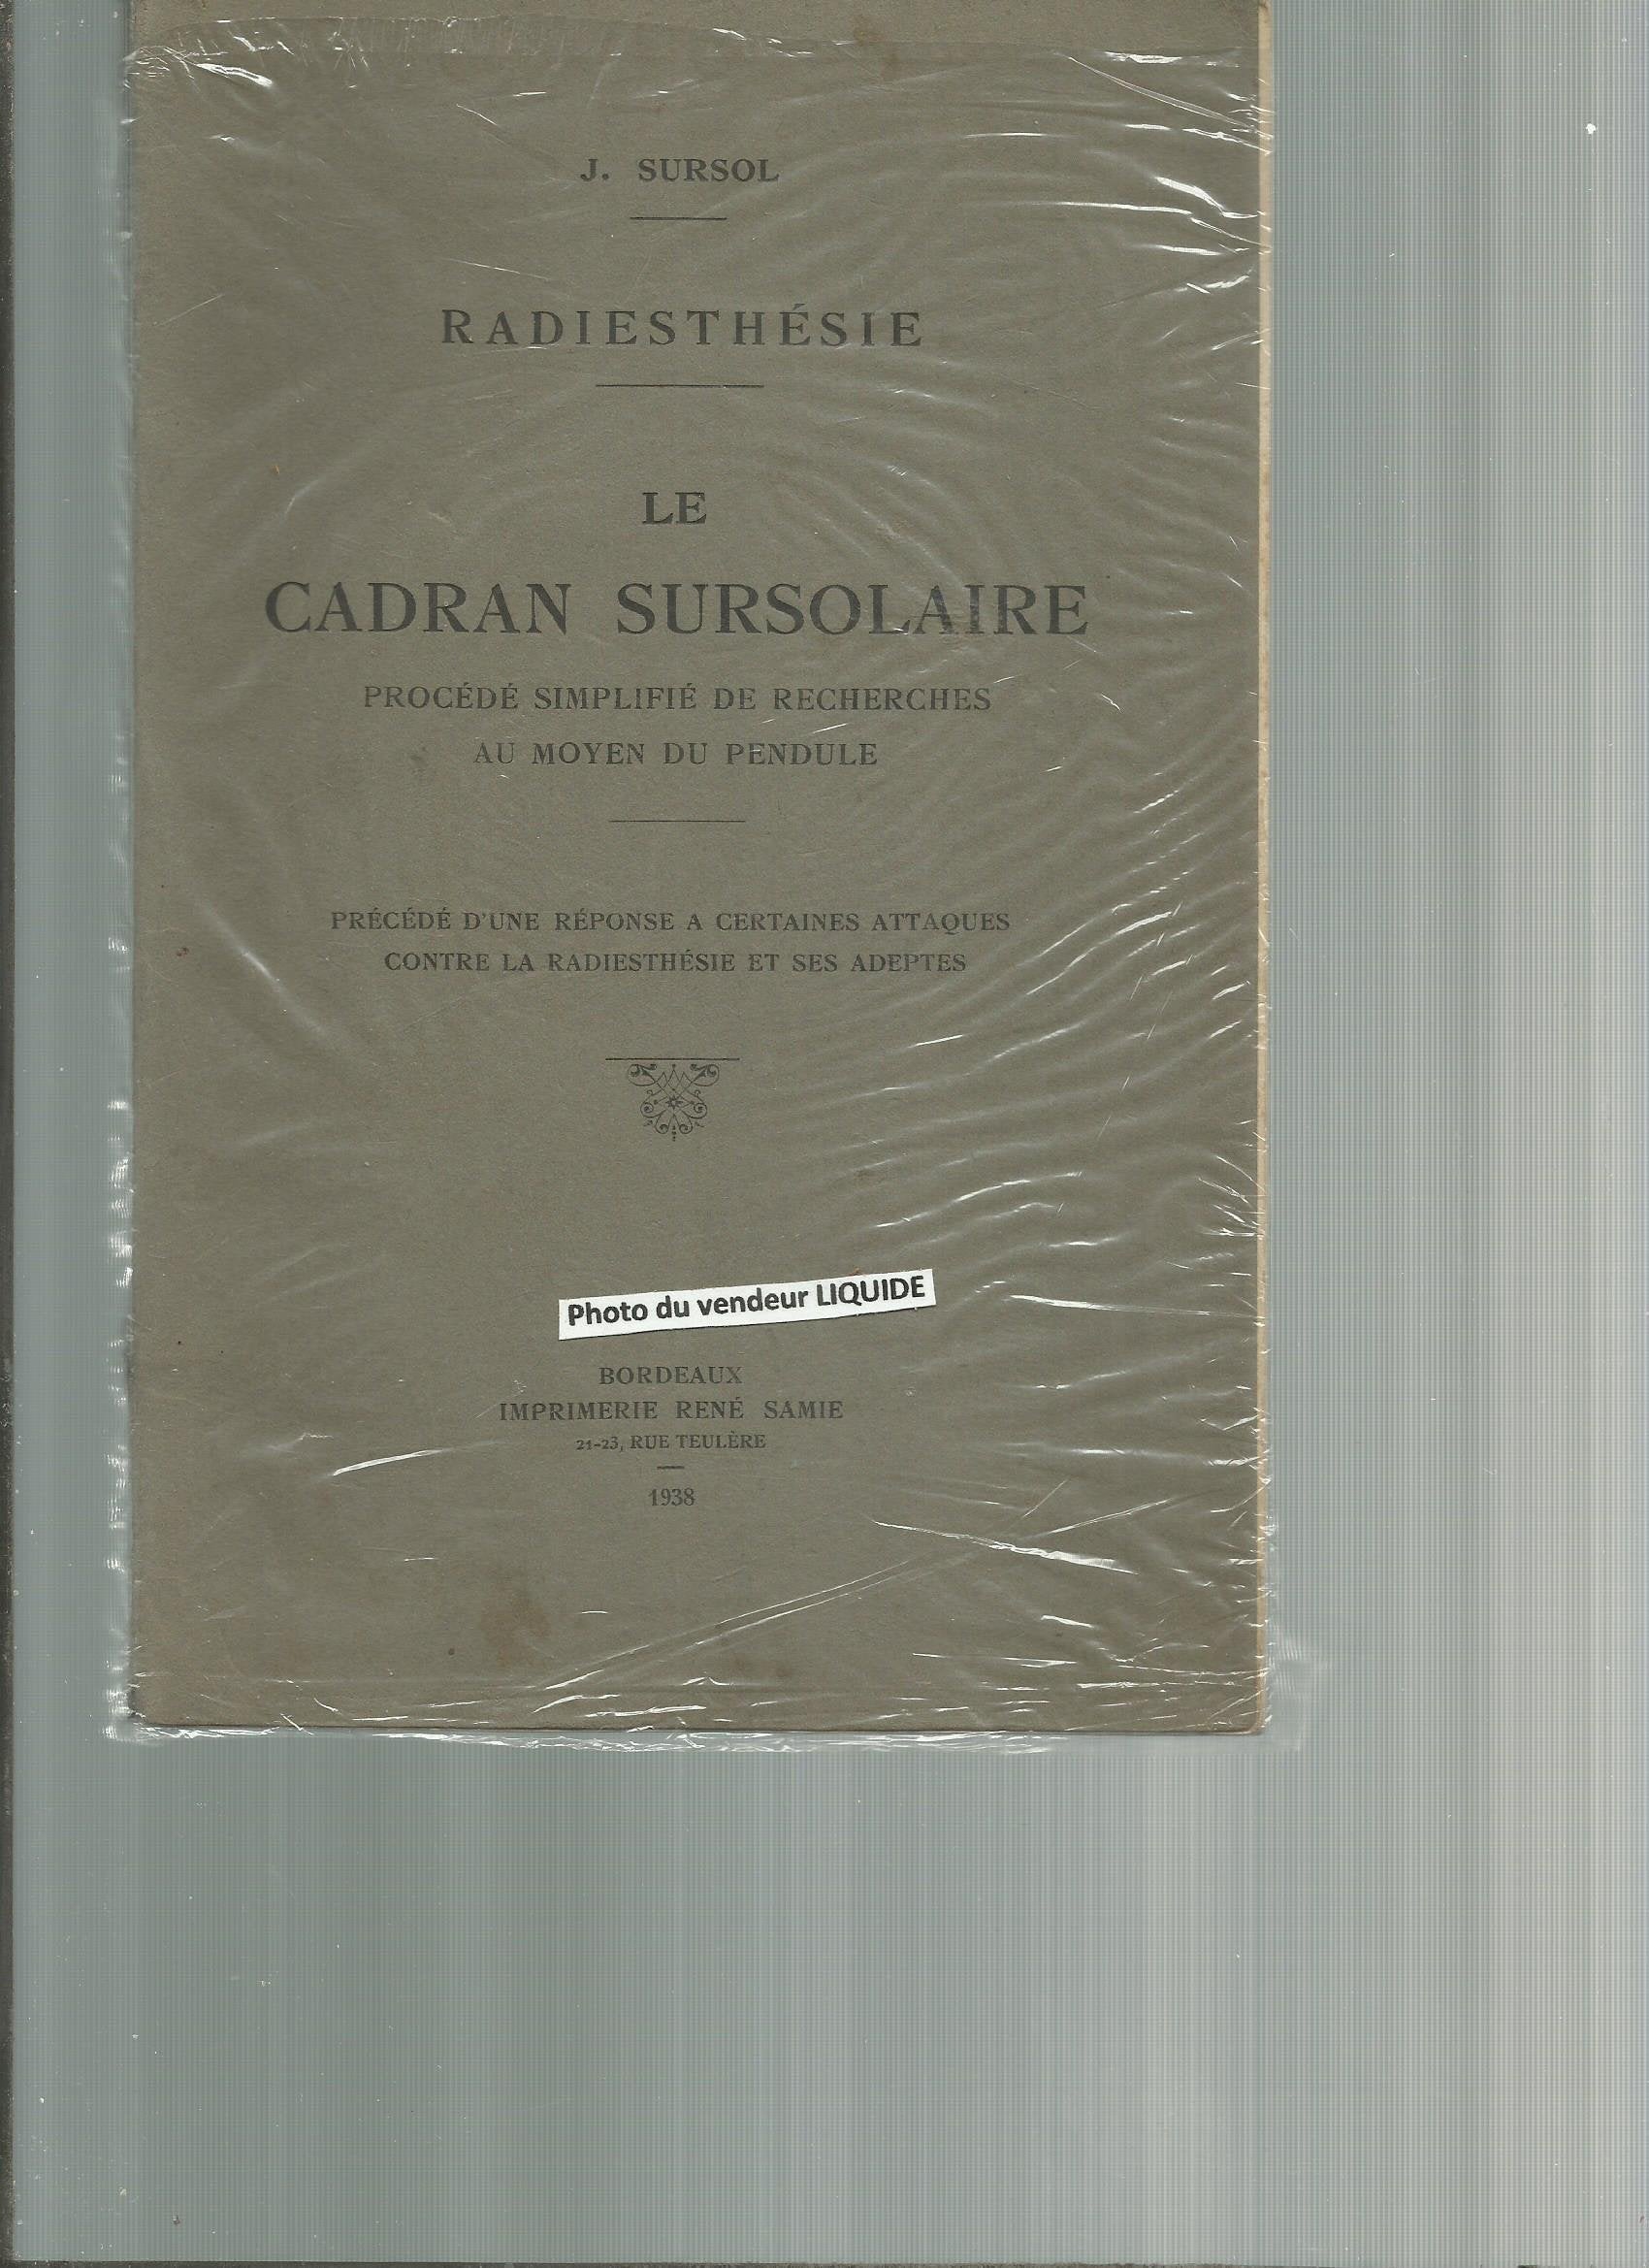 J. SURSOL
RADIESTHÉSIE
LE
CADRAN SURSOLAIRE
PROCÉDÉ SIMPLIFIÉ DE RECHERCHES
AU MOYEN DU PENDULE
PRÉCÉDÉ D'UNE RÉPONSE A CERTAINES ATTAQUES
CONTRE LA RADIESTHÉSIE ET SES ADEPTES
Photo du vendeur LIQUIDE
BORDEAUX
IMPRIMERIE RENÉ SAMIE
21-23, RUE TEULÈRE
1938